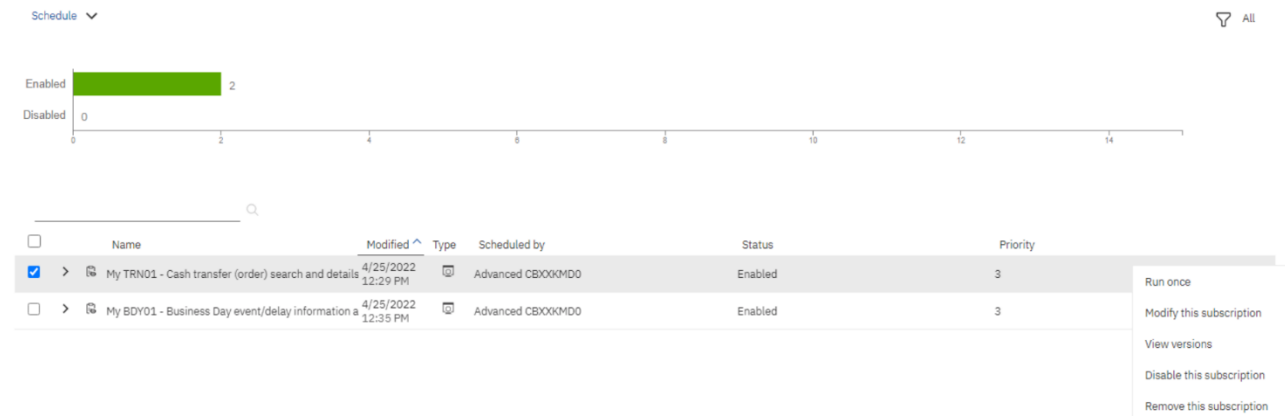 Schedule
All
Enabled
2
Disabled
0
0 2 4 6 8 10 12 14
Name Modified Type Scheduled by Status Priority
My TRN01 - Cash transfer (order) search and details 4/25/2022 12:29 PM Advanced CBXXKMD0 Enabled 3
My BDY01 - Business Day event/delay information a 4/25/2022 12:35 PM Advanced CBXXKMD0 Enabled 3
Run once
Modify this subscription
View versions
Disable this subscription
Remove this subscription